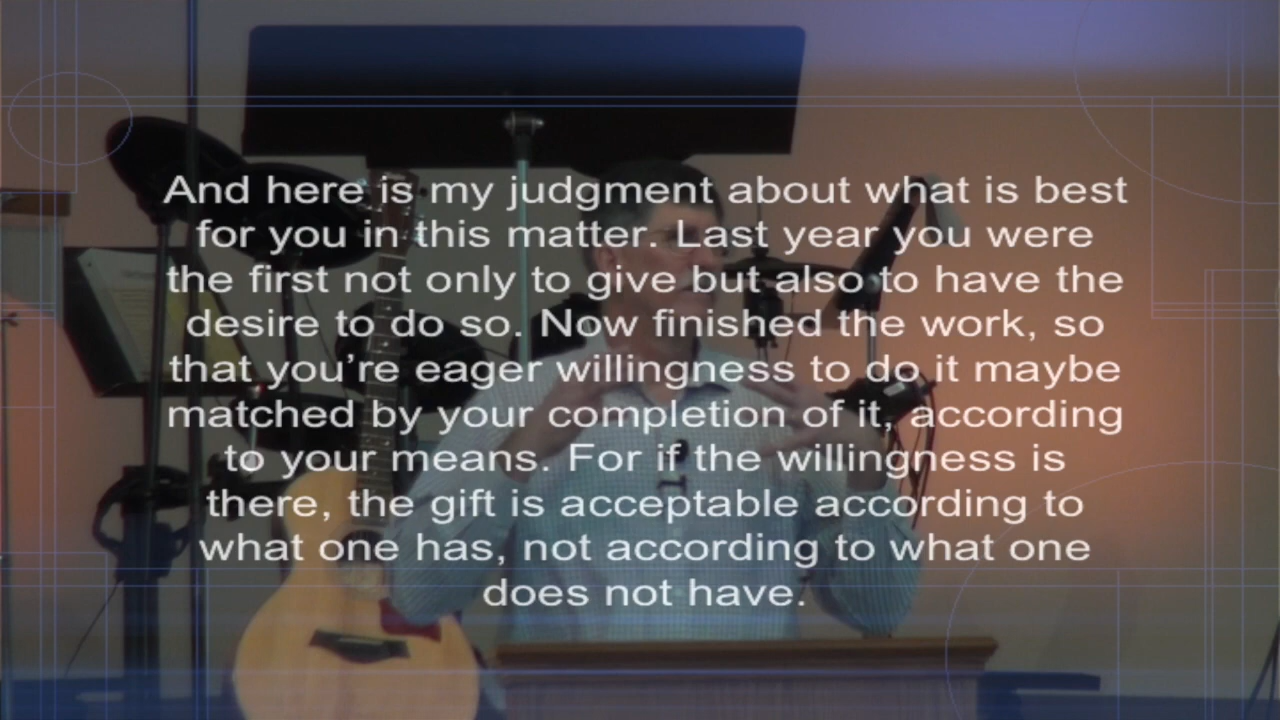 And here is my judgment about what is best
for you in this matter. Last year you were
the first not only to give but also to have the
desire to do so. Now finished the work, so
that you’re eager willingness to do it maybe
matched by your completion of it, according
to your means. For if the willingness is
there, the gift is acceptable according to
what one has, not according to what one
does not have.